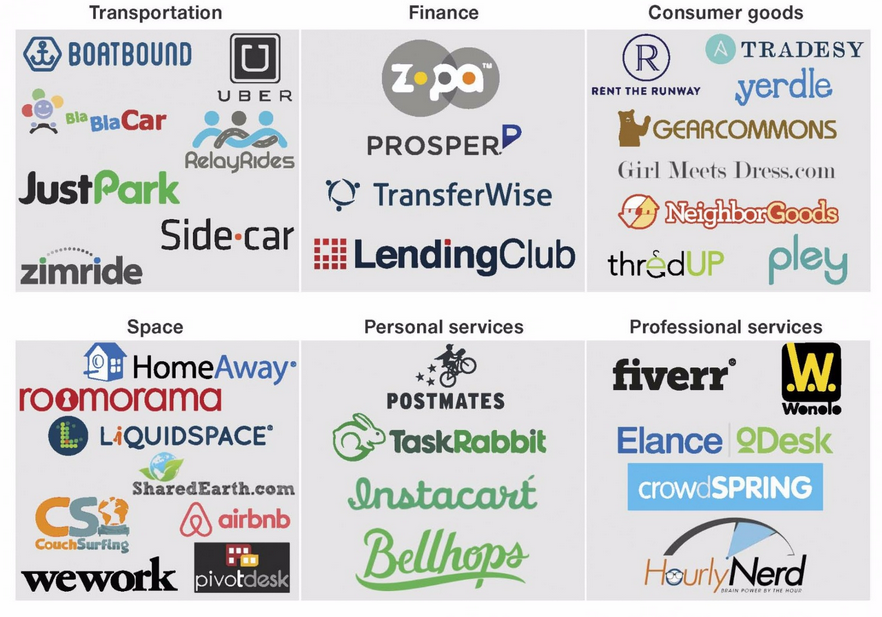 Transportation
BOATBOUND
UBER
BlaBlaCar
RelayRides
JustPark
Side•car
zimride
Finance
zopa™
PROSPER
TransferWise
LendingClub
Consumer goods
R
RENT THE RUNWAY
A TRADESY
yerdle
GEARCOMMONS
Girl Meets Dress.com
NeighborGoods
thredUP
pley
Space
HomeAway®
roomorama
L LiQUIDSPACE®
SharedEarth.com
CS
CouchSurfing
airbnb
wework
pivotdesk
Personal services
POSTMATES
TaskRabbit
Instacart
Bellhops
Professional services
fiverr®
W.
Wonolo
Elance | oDesk
crowdSPRING
HourlyNerd
BRAIN POWER BY THE HOUR